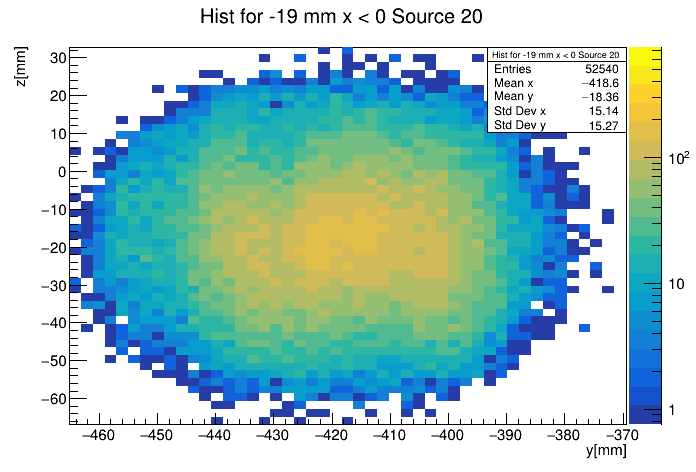 Hist for -19 mm x < 0 Source 20
z[mm]
30
20
10
0
−10
−20
−30
−40
−50
−60
Hist for -19 mm x < 0 Source 20
Entries 52540
Mean x −418.6
Mean y −18.36
Std Dev x 15.14
Std Dev y 15.27
10²
10
1
−460 −450 −440 −430 −420 −410 −400 −390 −380 −370
y[mm]